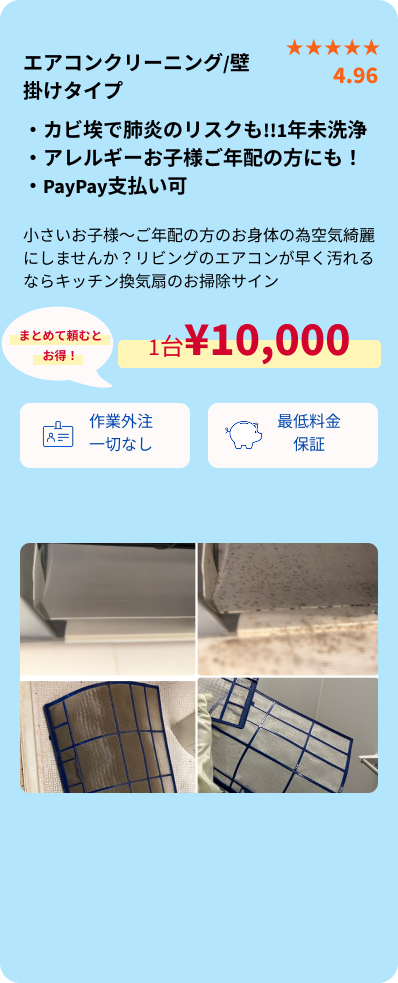 エアコンクリーニング/壁
掛けタイプ
★★★★★
4.96
・カビ埃で肺炎のリスクも!!1年未洗浄
・アレルギーお子様ご年配の方にも！
・PayPay支払い可
小さいお子様〜ご年配の方のお身体の為空気綺麗
にしませんか？リビングのエアコンが早く汚れる
ならキッチン換気扇のお掃除サイン
まとめて頼むと
お得！
1台¥10,000
作業外注
一切なし
最低料金
保証